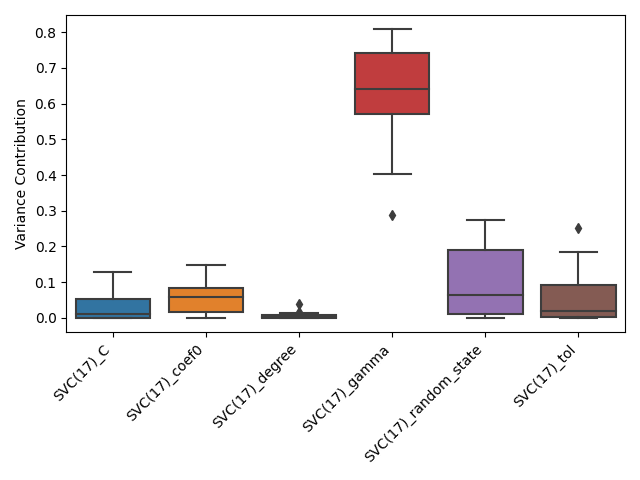 0.8
0.7
0.6
0.5
0.4
0.3
0.2
0.1
0.0
Variance Contribution
SVC(17)_C
SVC(17)_coef0
SVC(17)_degree
SVC(17)_gamma
SVC(17)_random_state
SVC(17)_tol